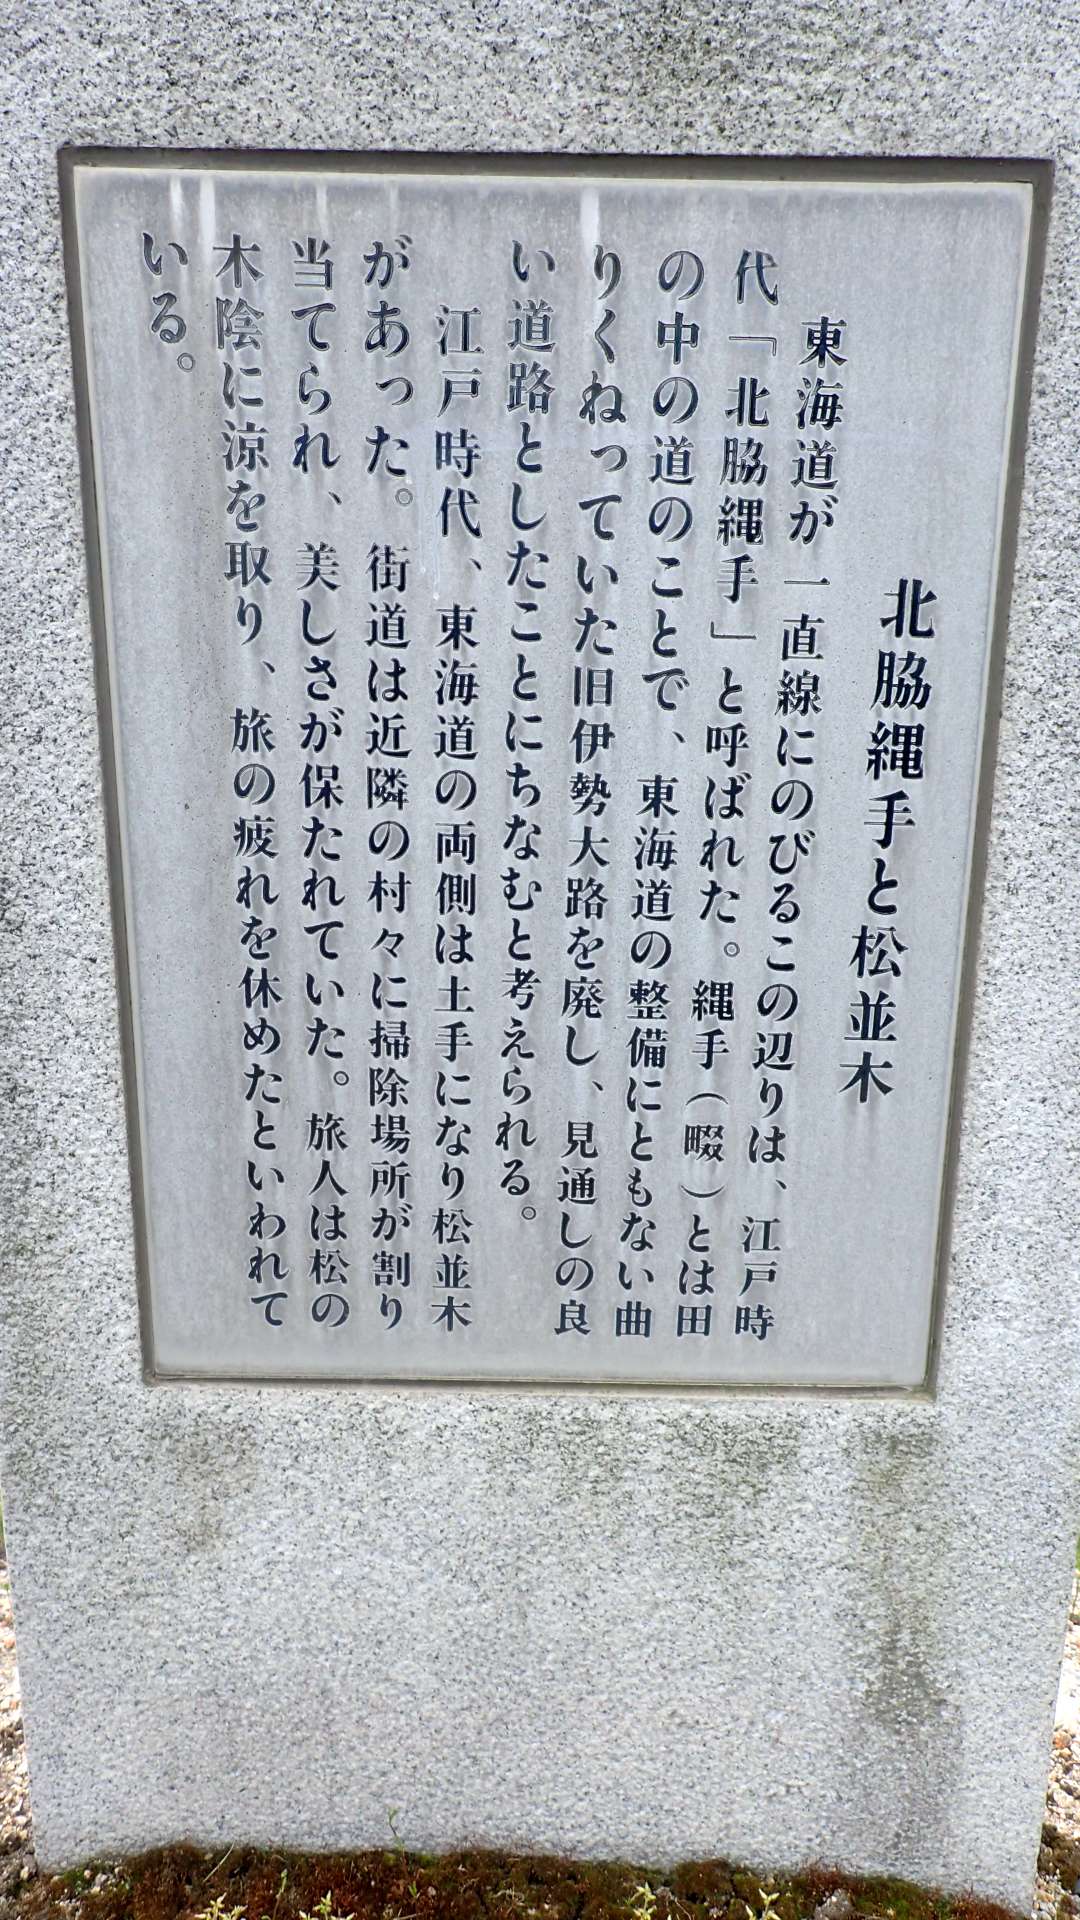 北脇縄手と松並木
東海道が一直線にのびるこの辺りは、江戸時
代「北脇縄手」と呼ばれた。縄手（畷）とは田
の中の道のことで、東海道の整備にともない曲
りくねっていた旧伊勢大路を廃し、見通しの良
い道路としたことにちなむと考えられる。
江戸時代、東海道の両側は土手になり松並木
があった。街道は近隣の村々に掃除場所が割り
当てられ、美しさが保たれていた。旅人は松の
木陰に涼を取り、旅の疲れを休めたといわれて
いる。